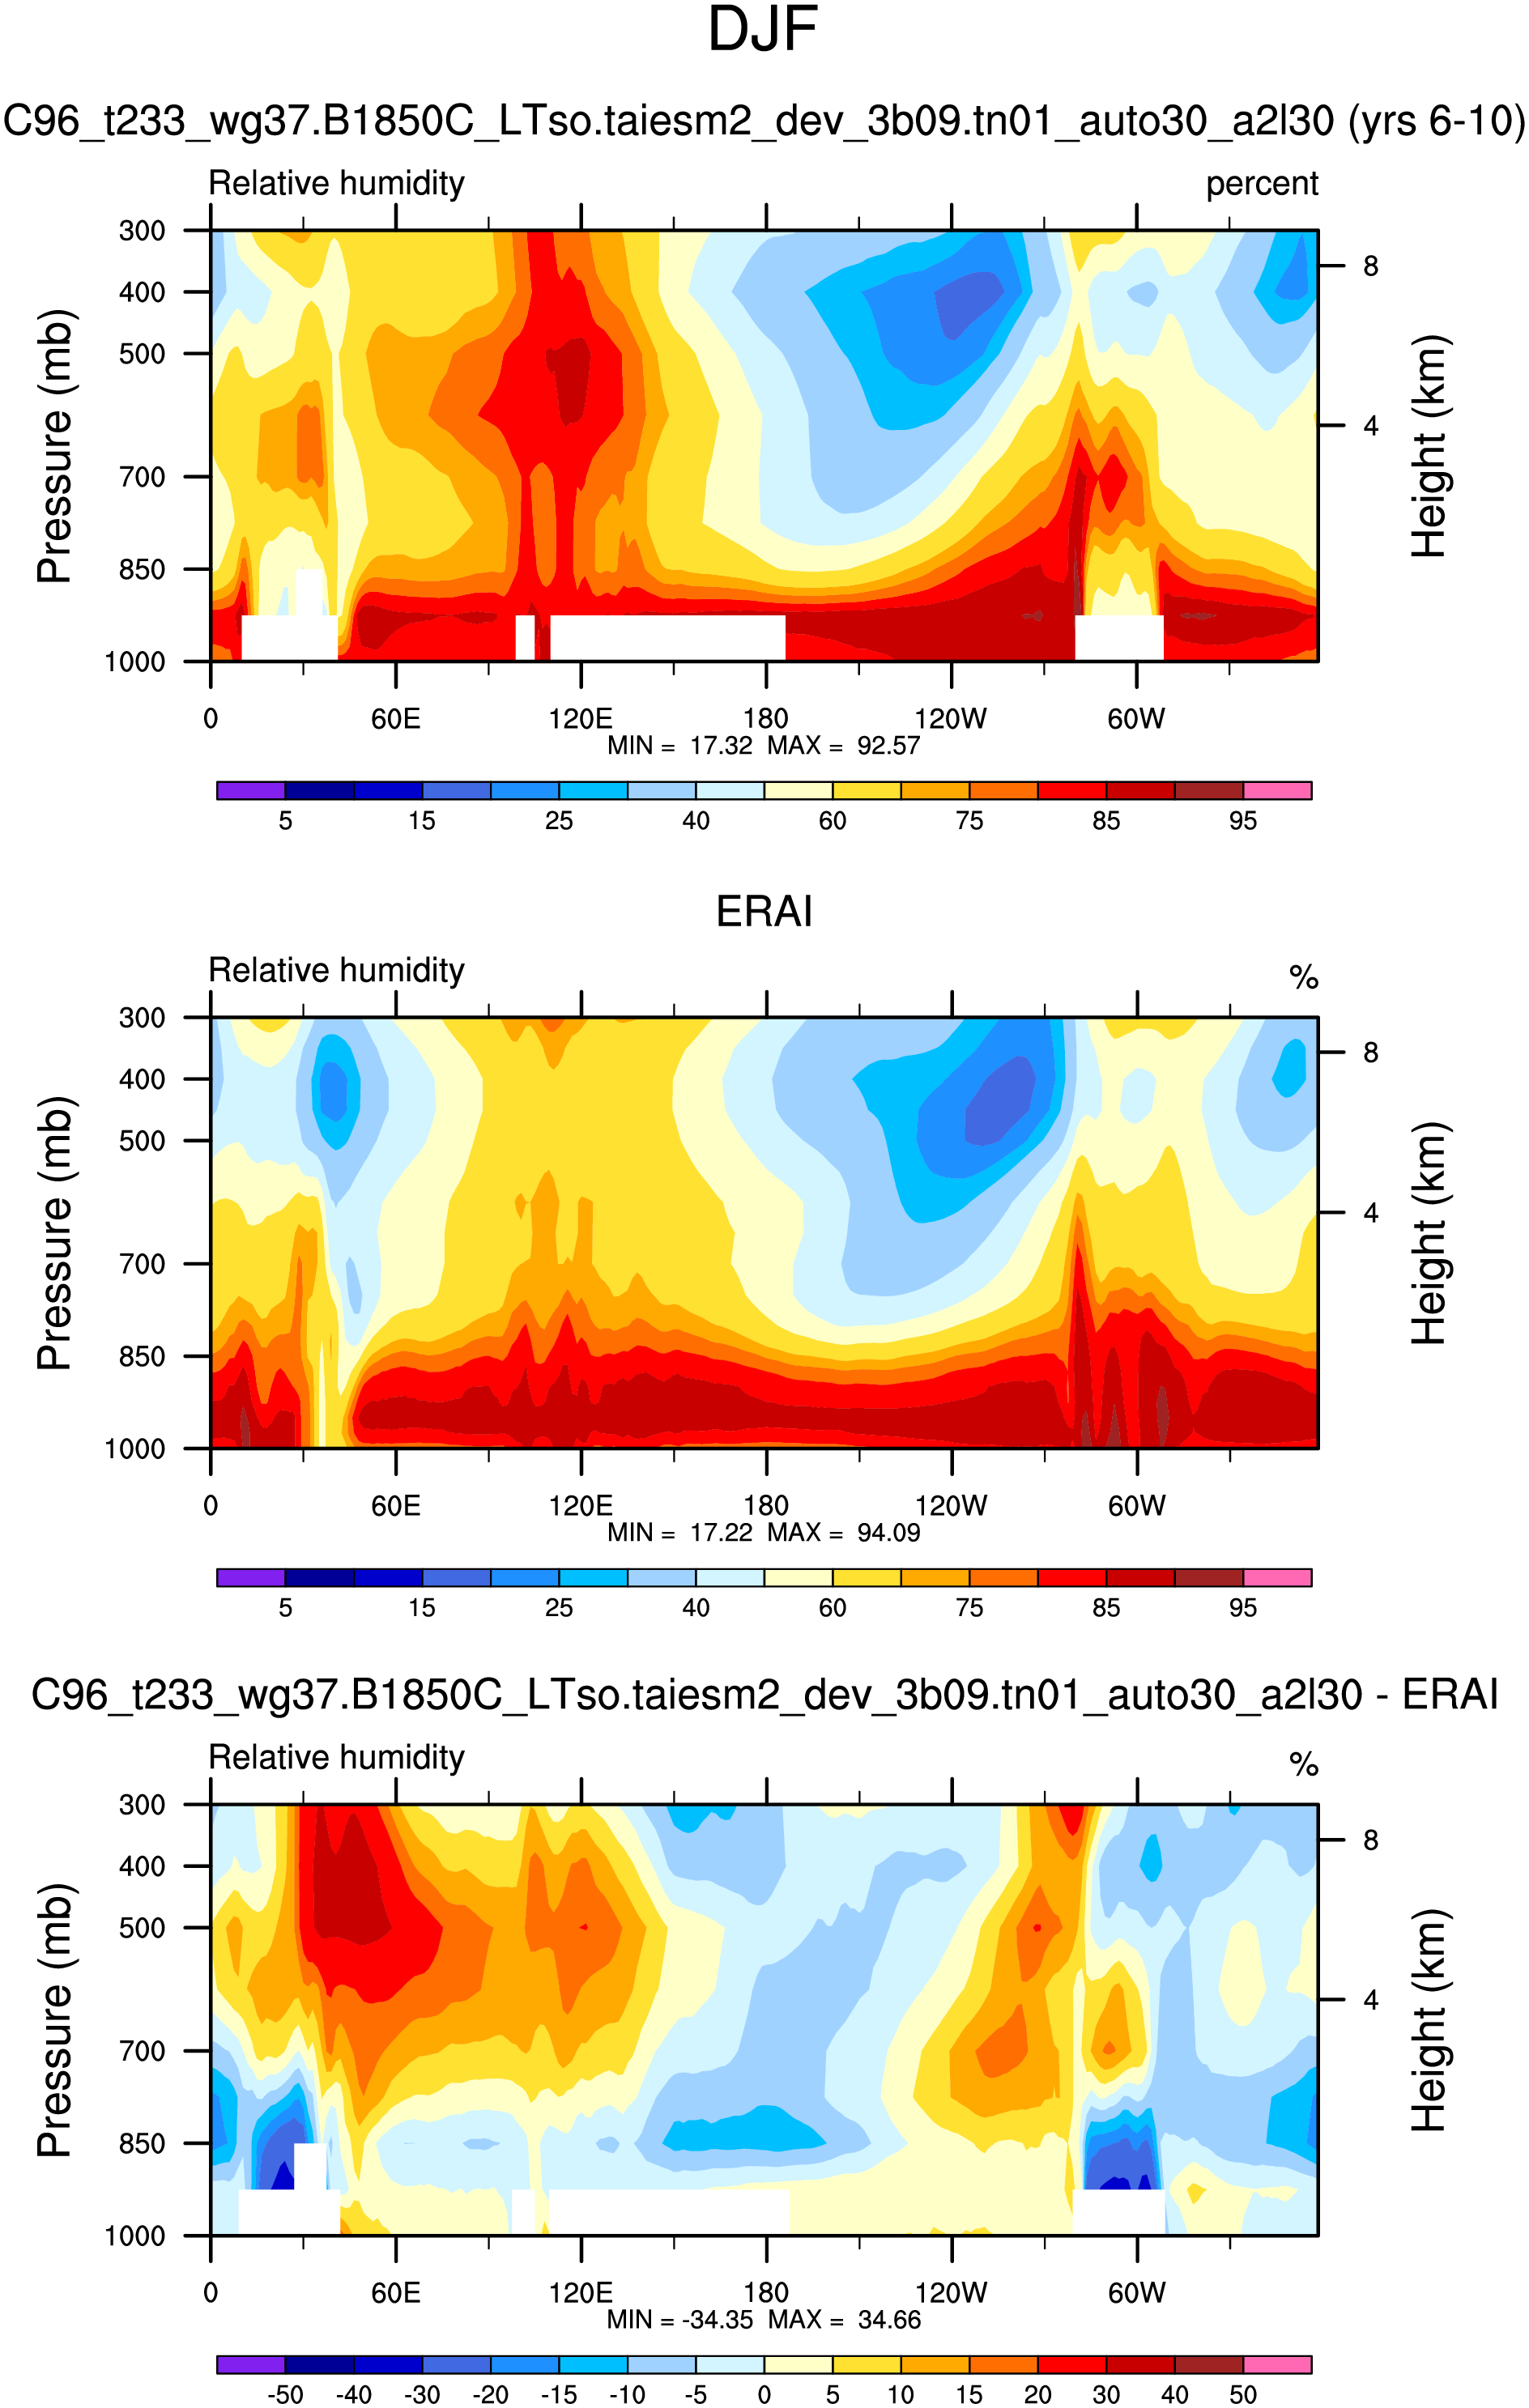 DJF
C96_t233_wg37.B1850C_LTso.taiesm2_dev_3b09.tn01_auto30_a2l30 (yrs 6-10)
Relative humidity percent
300
400
500
700
850
1000
Pressure (mb)
8
4
Height (km)
0 60E 120E 180 120W 60W
MIN = 17.32 MAX = 92.57
5 15 25 40 60 75 85 95
ERAI
Relative humidity %
300
400
500
700
850
1000
Pressure (mb)
8
4
Height (km)
0 60E 120E 180 120W 60W
MIN = 17.22 MAX = 94.09
5 15 25 40 60 75 85 95
C96_t233_wg37.B1850C_LTso.taiesm2_dev_3b09.tn01_auto30_a2l30 - ERAI
Relative humidity %
300
400
500
700
850
1000
Pressure (mb)
8
4
Height (km)
0 60E 120E 180 120W 60W
MIN = -34.35 MAX = 34.66
-50 -40 -30 -20 -15 -10 -5 0 5 10 15 20 30 40 50